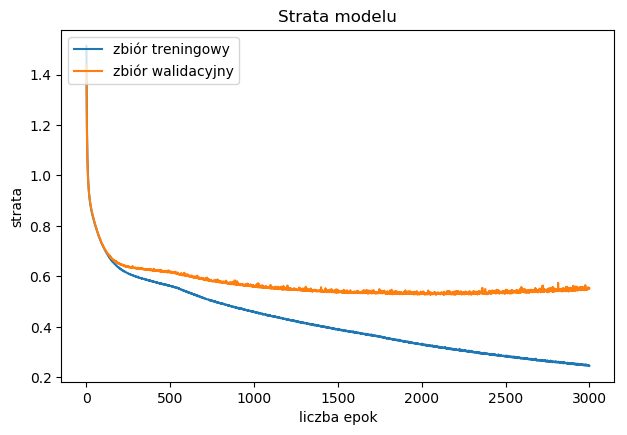 Strata modelu
zbiór treningowy
zbiór walidacyjny
strata
1.4
1.2
1.0
0.8
0.6
0.4
0.2
0 500 1000 1500 2000 2500 3000
liczba epok